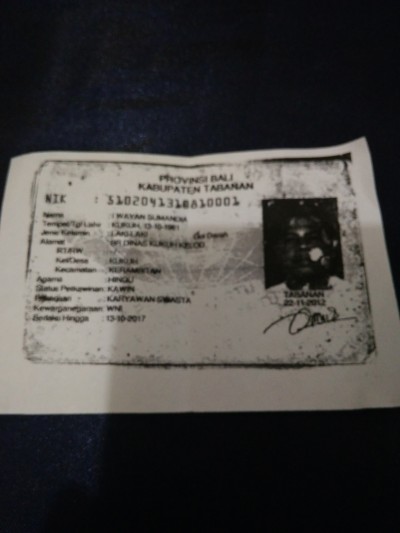 PROVINSI BALI
KABUPATEN TABANAN
NIK : 5102041310810001
Nama : I WAYAN SUMANDIA
Tempat/Tgl Lahir : KUKUH, 13-10-1981
Jenis Kelamin : LAKI-LAKI Gol Darah
Alamat : BR DINAS KUKUH KELOD
RT/RW
Kel/Desa : KUKUH
Kecamatan : KERAMBITAN
Agama : HINDU
Status Perkawinan: KAWIN
Pekerjaan : KARYAWAN SWASTA
Kewarganegaraan: WNI
Berlaku Hingga : 13-10-2017
TABANAN
22-11-2012